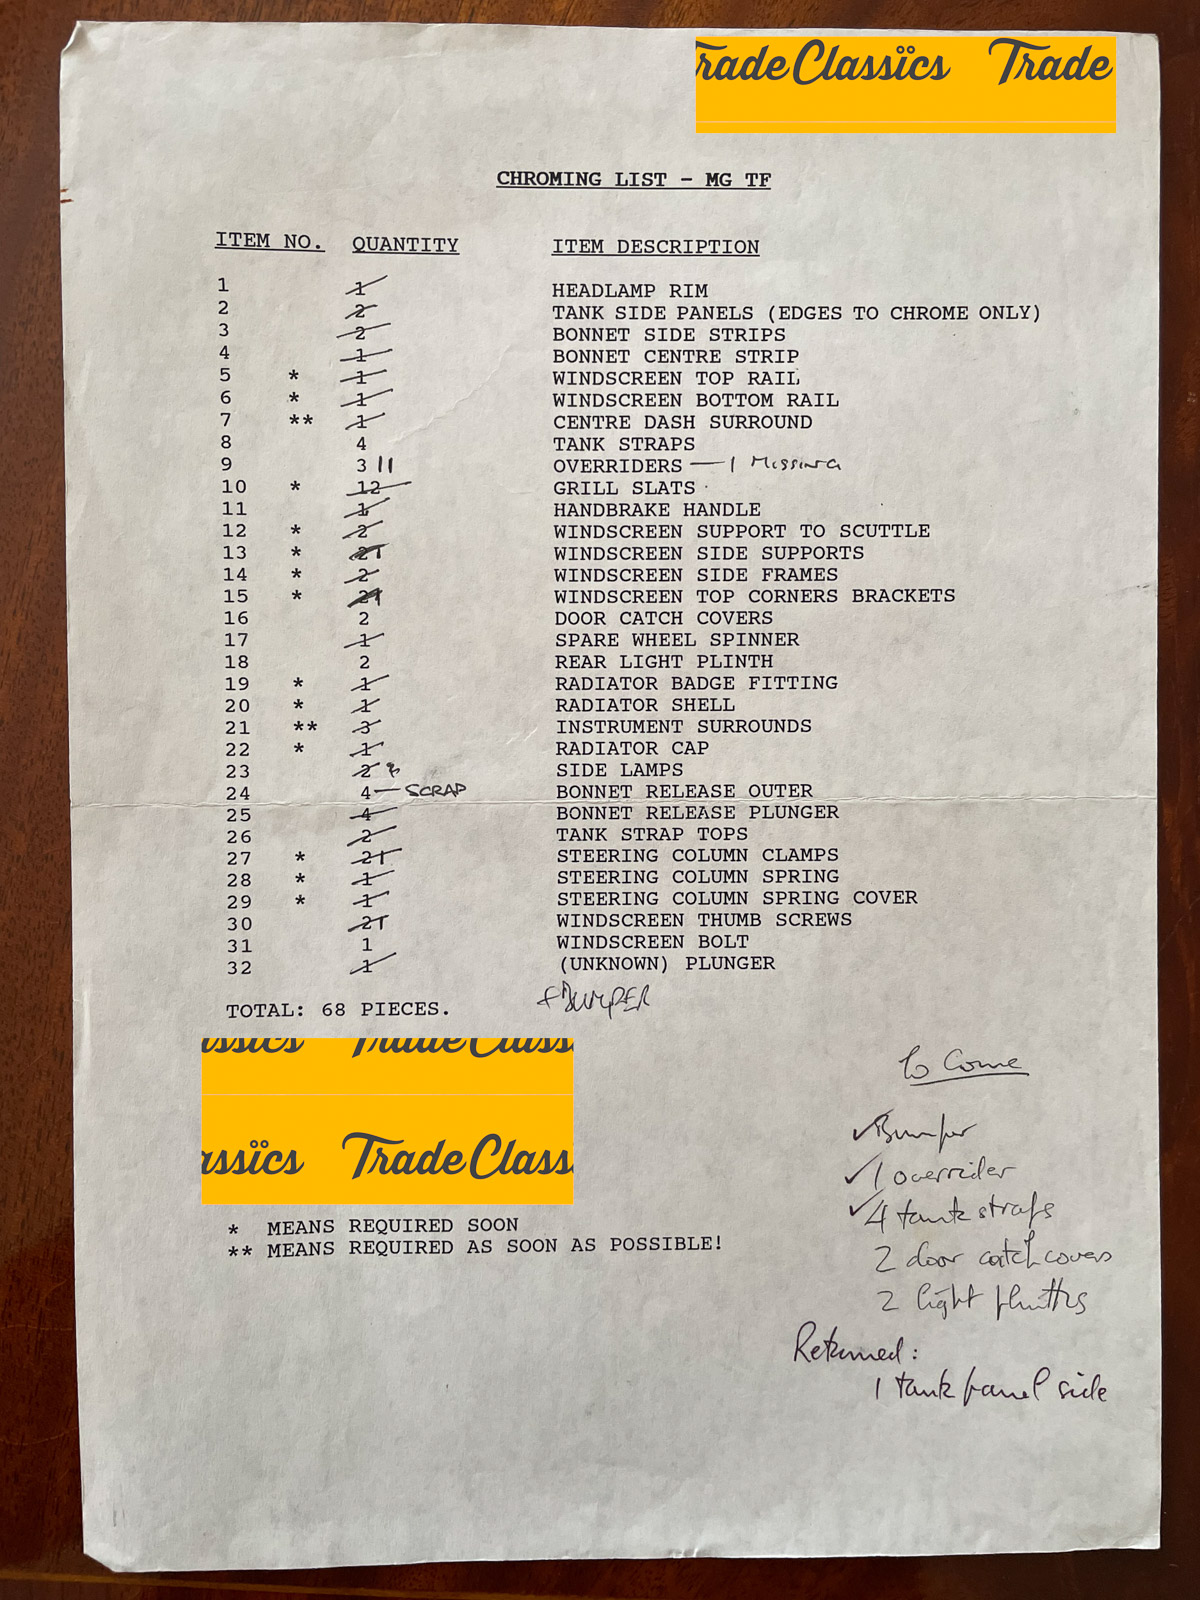 radeClassïcs Trade
CHROMING LIST - MG TF
ITEM NO. QUANTITY ITEM DESCRIPTION
1 1 HEADLAMP RIM
2 2 TANK SIDE PANELS (EDGES TO CHROME ONLY)
3 2 BONNET SIDE STRIPS
4 1 BONNET CENTRE STRIP
5 * 1 WINDSCREEN TOP RAIL
6 * 1 WINDSCREEN BOTTOM RAIL
7 ** 1 CENTRE DASH SURROUND
8 4 TANK STRAPS
9 3 11 OVERRIDERS — 1 MISSING
10 * 12 GRILL SLATS
11 1 HANDBRAKE HANDLE
12 * 2 WINDSCREEN SUPPORT TO SCUTTLE
13 * 2 1 WINDSCREEN SIDE SUPPORTS
14 * 2 WINDSCREEN SIDE FRAMES
15 * 2 1 WINDSCREEN TOP CORNERS BRACKETS
16 2 DOOR CATCH COVERS
17 1 SPARE WHEEL SPINNER
18 2 REAR LIGHT PLINTH
19 * 1 RADIATOR BADGE FITTING
20 * 1 RADIATOR SHELL
21 ** 3 INSTRUMENT SURROUNDS
22 * 1 RADIATOR CAP
23 2 SIDE LAMPS
24 4 — SCRAP BONNET RELEASE OUTER
25 4 BONNET RELEASE PLUNGER
26 2 TANK STRAP TOPS
27 * 2 1 STEERING COLUMN CLAMPS
28 * 1 STEERING COLUMN SPRING
29 * 1 STEERING COLUMN SPRING COVER
30 2 1 WINDSCREEN THUMB SCREWS
31 1 WINDSCREEN BOLT
32 1 (UNKNOWN) PLUNGER
TOTAL: 68 PIECES. + BUMPER
assïcs Trade Class
assïcs TradeClass
To Come
✓ Bumper
✓ 1 overrider
✓ 4 tank straps
2 door catch covers
2 light plinths
Returned:
1 tank panel side
* MEANS REQUIRED SOON
** MEANS REQUIRED AS SOON AS POSSIBLE!